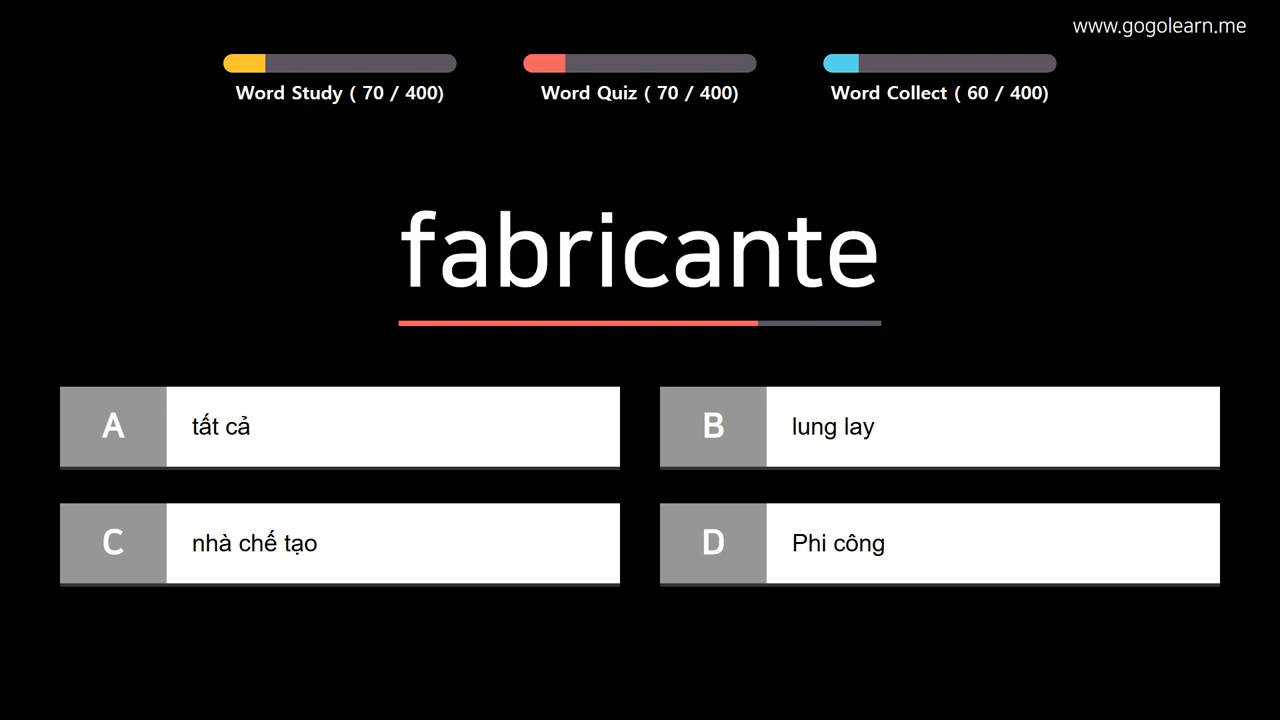 www.gogolearn.me
Word Study ( 70 / 400)
Word Quiz ( 70 / 400)
Word Collect ( 60 / 400)
fabricante
A
tất cả
B
lung lay
C
nhà chế tạo
D
Phi công